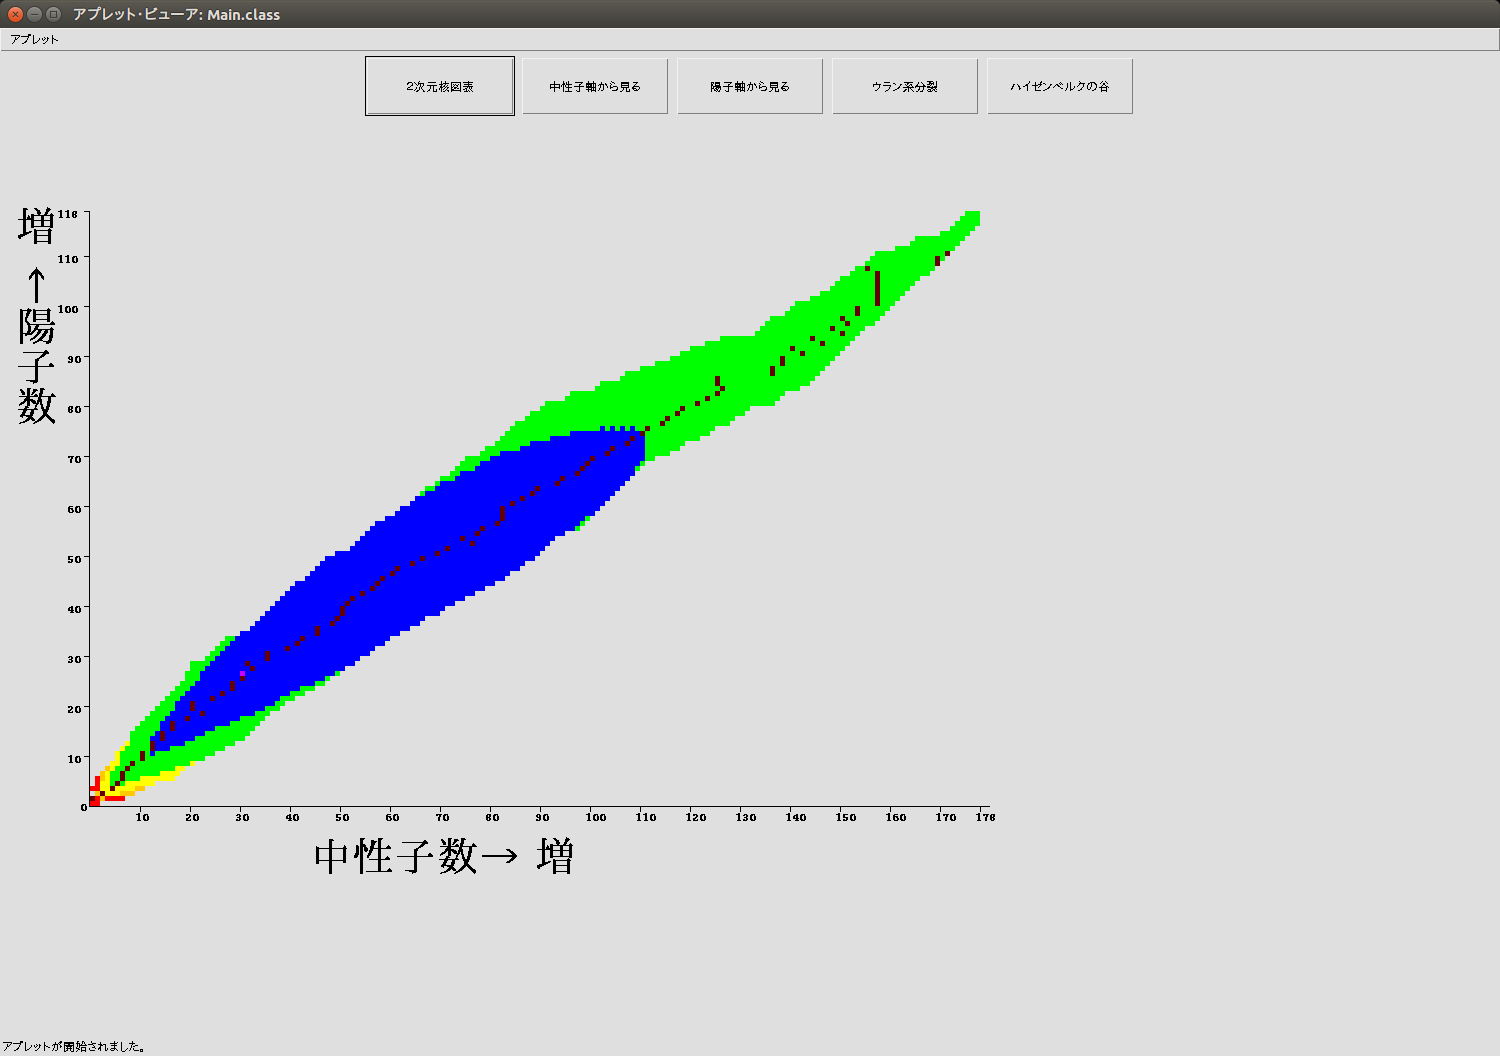 アプレット・ビューア: Main.class
アプレット
2次元核図表
中性子軸から見る
陽子軸から見る
ウラン系分裂
ハイゼンベルクの谷
増
↑
陽
子
数
118
110
100
90
80
70
60
50
40
30
20
10
0
10 20 30 40 50 60 70 80 90 100 110 120 130 140 150 160 170 178
中性子数→ 増
アプレットが開始されました。